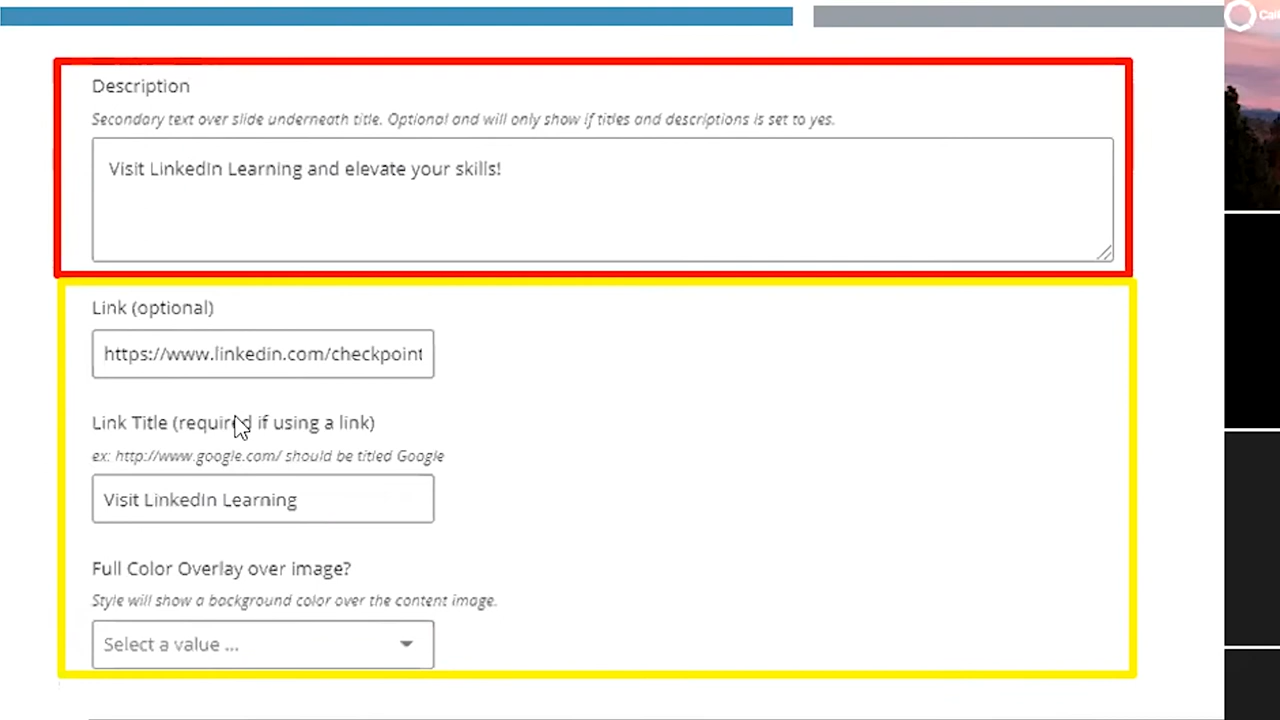 Description
Secondary text over slide underneath title. Optional and will only show if titles and descriptions is set to yes.
Visit LinkedIn Learning and elevate your skills!
Link (optional)
https://www.linkedin.com/checkpoint
Link Title (required if using a link)
ex: http://www.google.com/ should be titled Google
Visit LinkedIn Learning
Full Color Overlay over image?
Style will show a background color over the content image.
Select a value ...